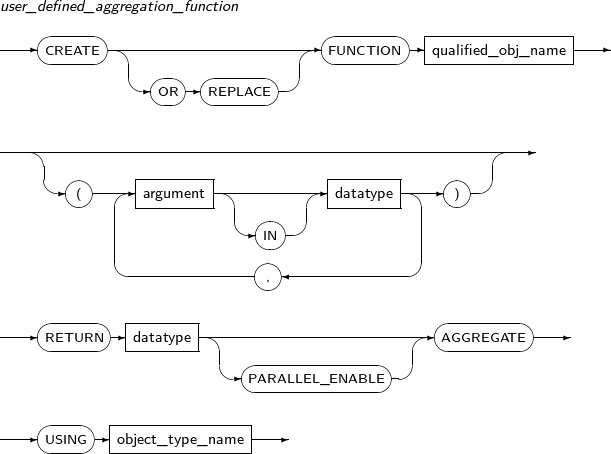 user_defined_aggregation_function
CREATE FUNCTION qualified_obj_name
OR REPLACE
( argument datatype )
IN
,
RETURN datatype AGGREGATE
PARALLEL_ENABLE
USING object_type_name